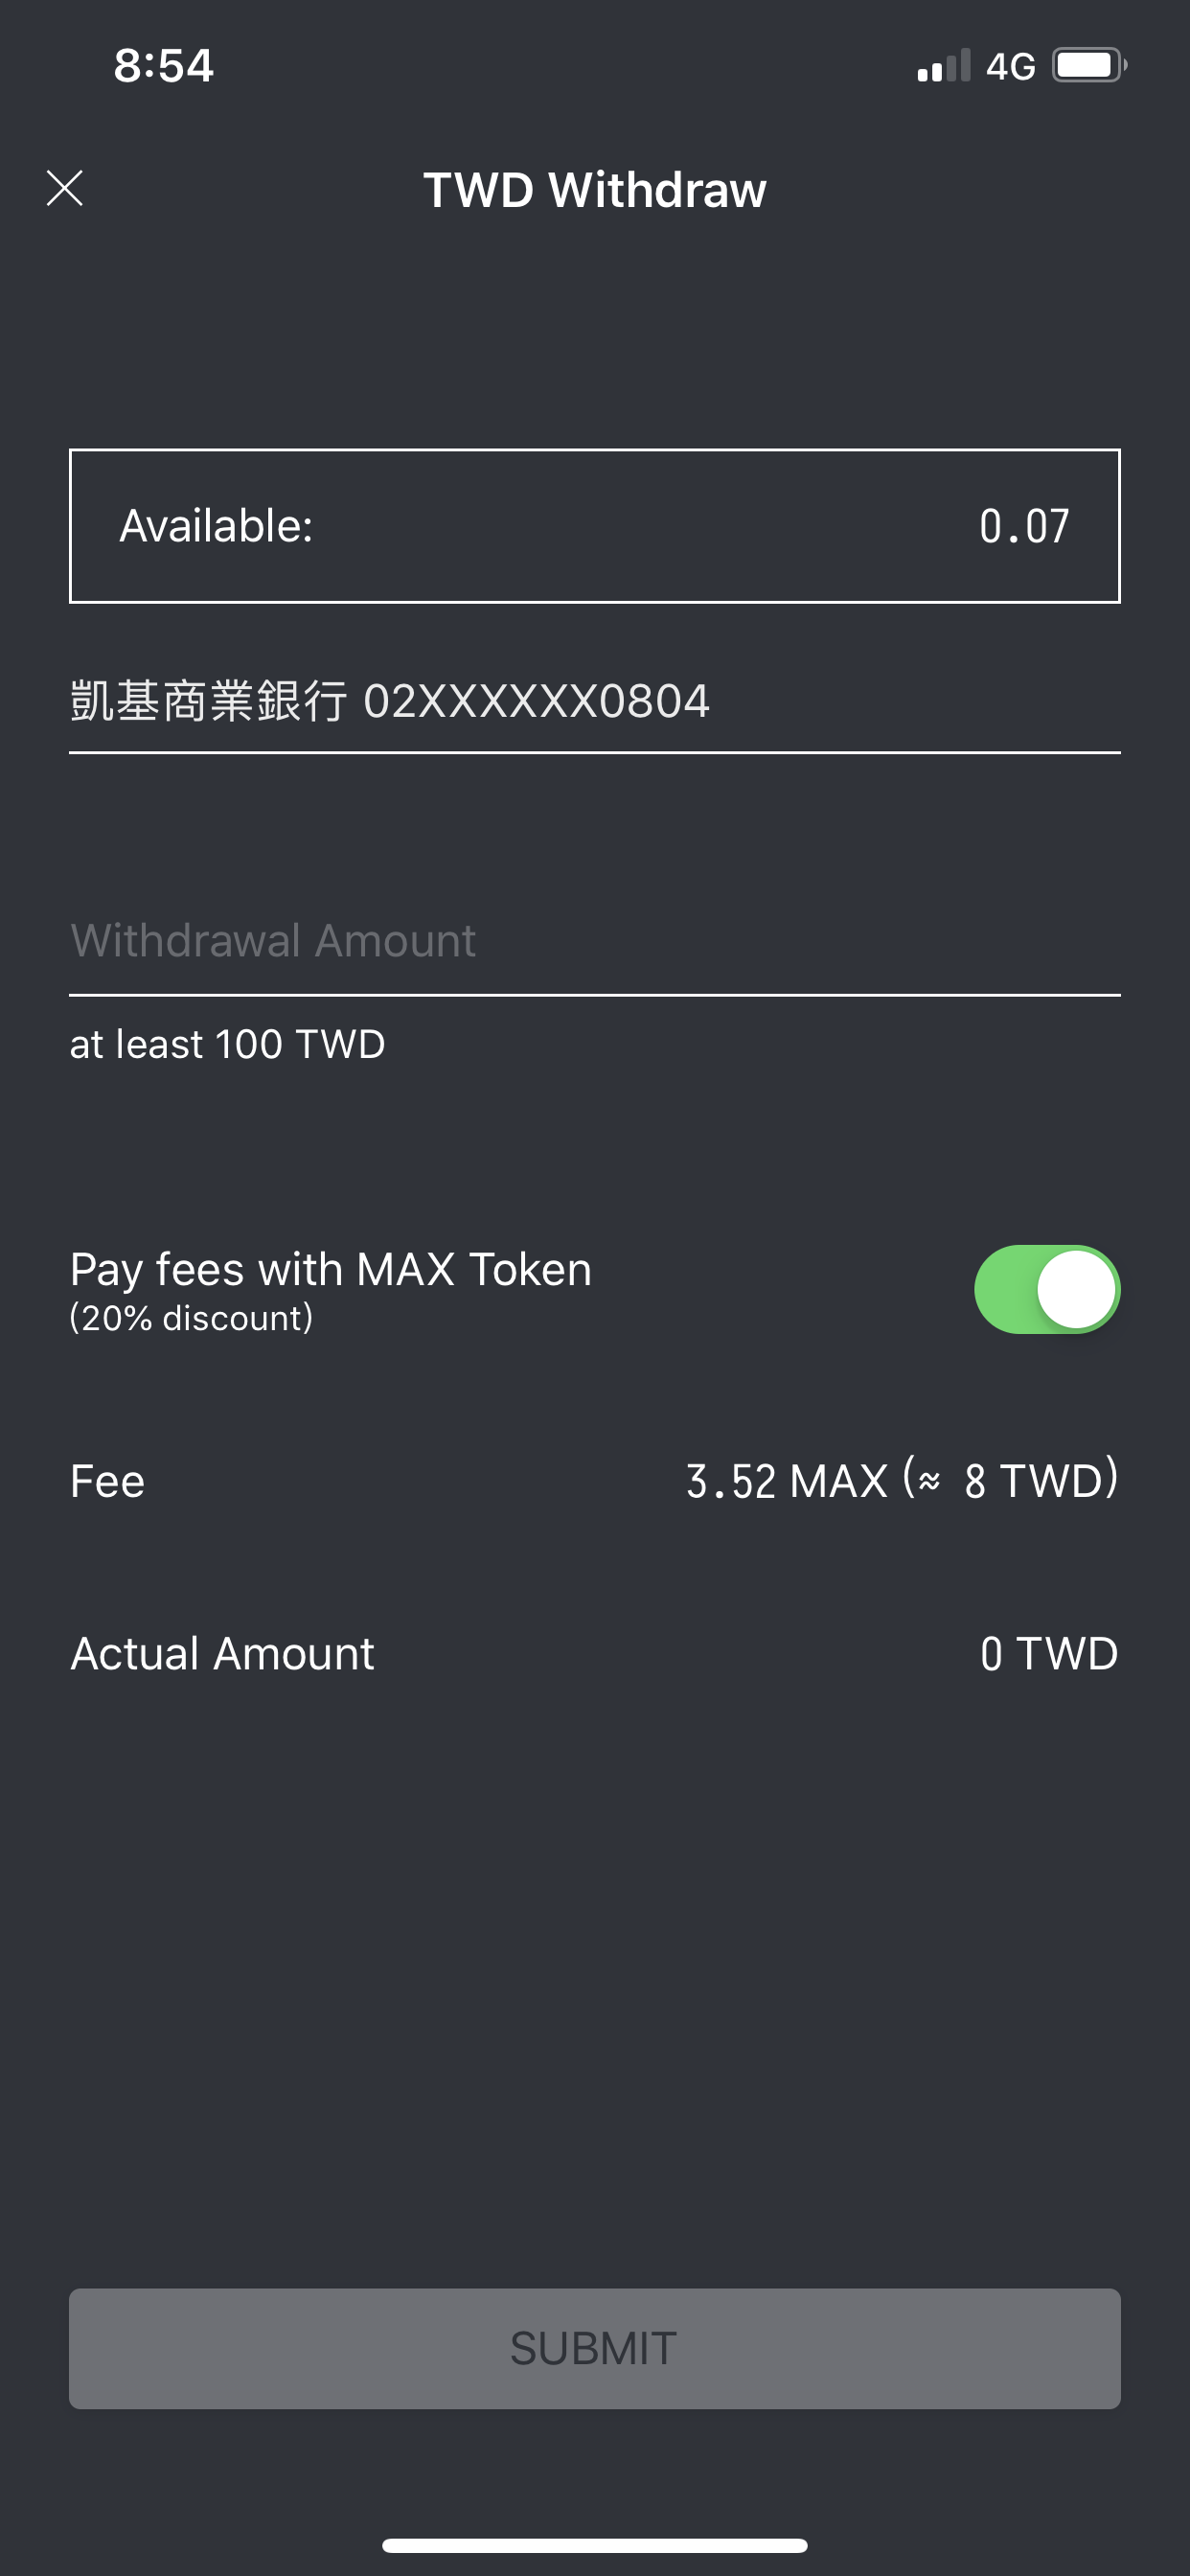 8:54 4G
TWD Withdraw
Available: 0.07
凱基商業銀行 02XXXXXX0804
Withdrawal Amount
at least 100 TWD
Pay fees with MAX Token
(20% discount)
Fee 3.52 MAX (≈ 8 TWD)
Actual Amount 0 TWD
SUBMIT